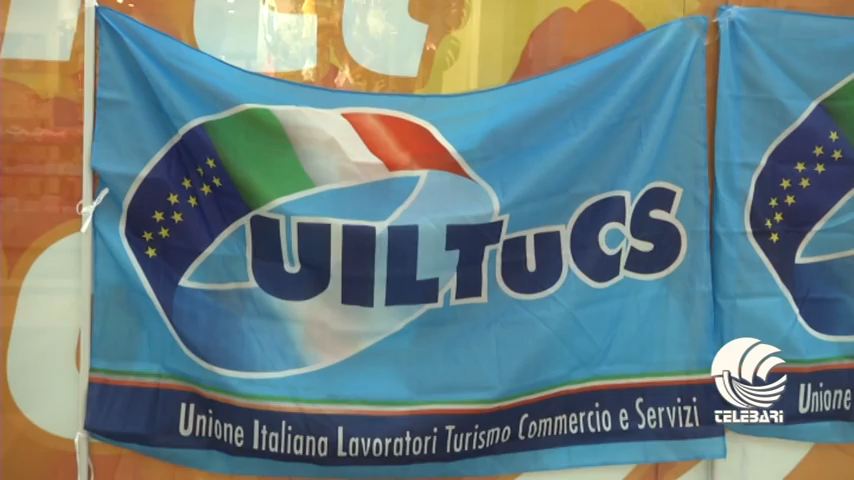 UILTuCS
Unione Italiana Lavoratori Turismo Commercio e Servizi
Unione
TELEBARI